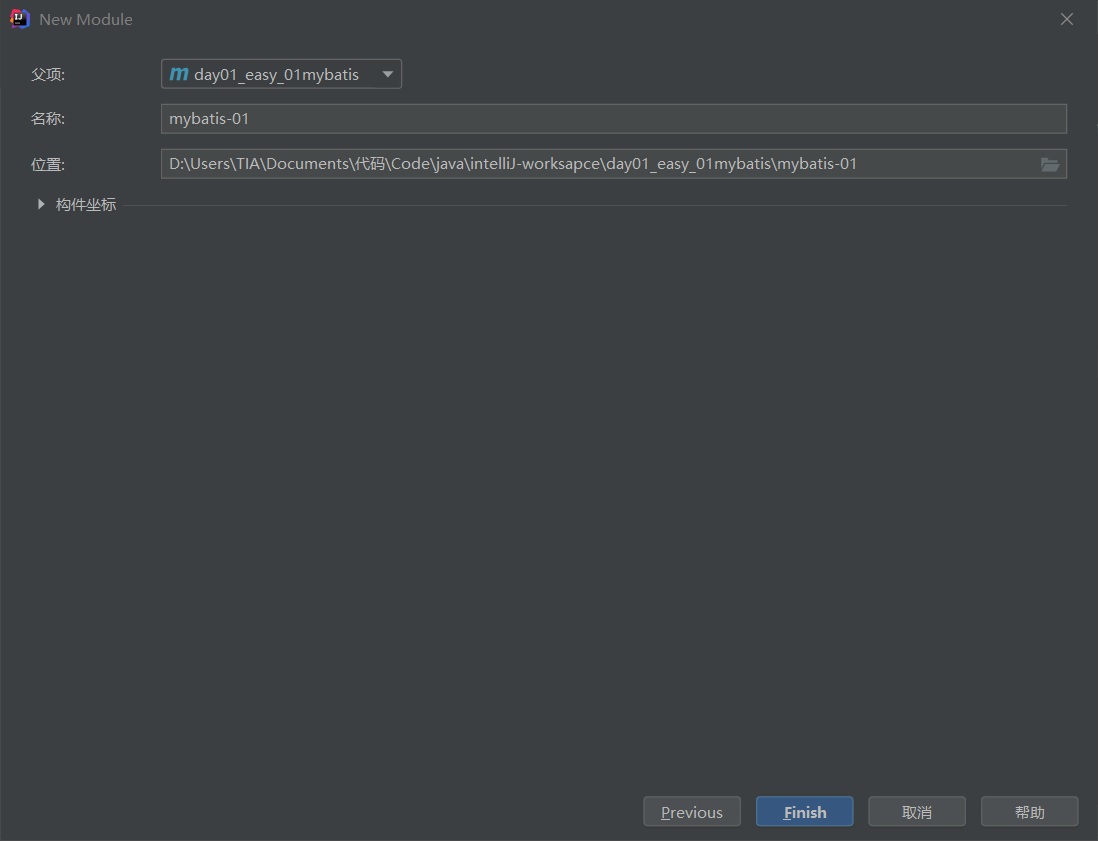 New Module
父项:
day01_easy_01mybatis
名称:
mybatis-01
位置:
D:\Users\TIA\Documents\代码\Code\java\intelliJ-worksapce\day01_easy_01mybatis\mybatis-01
构件坐标
Previous
Finish
取消
帮助